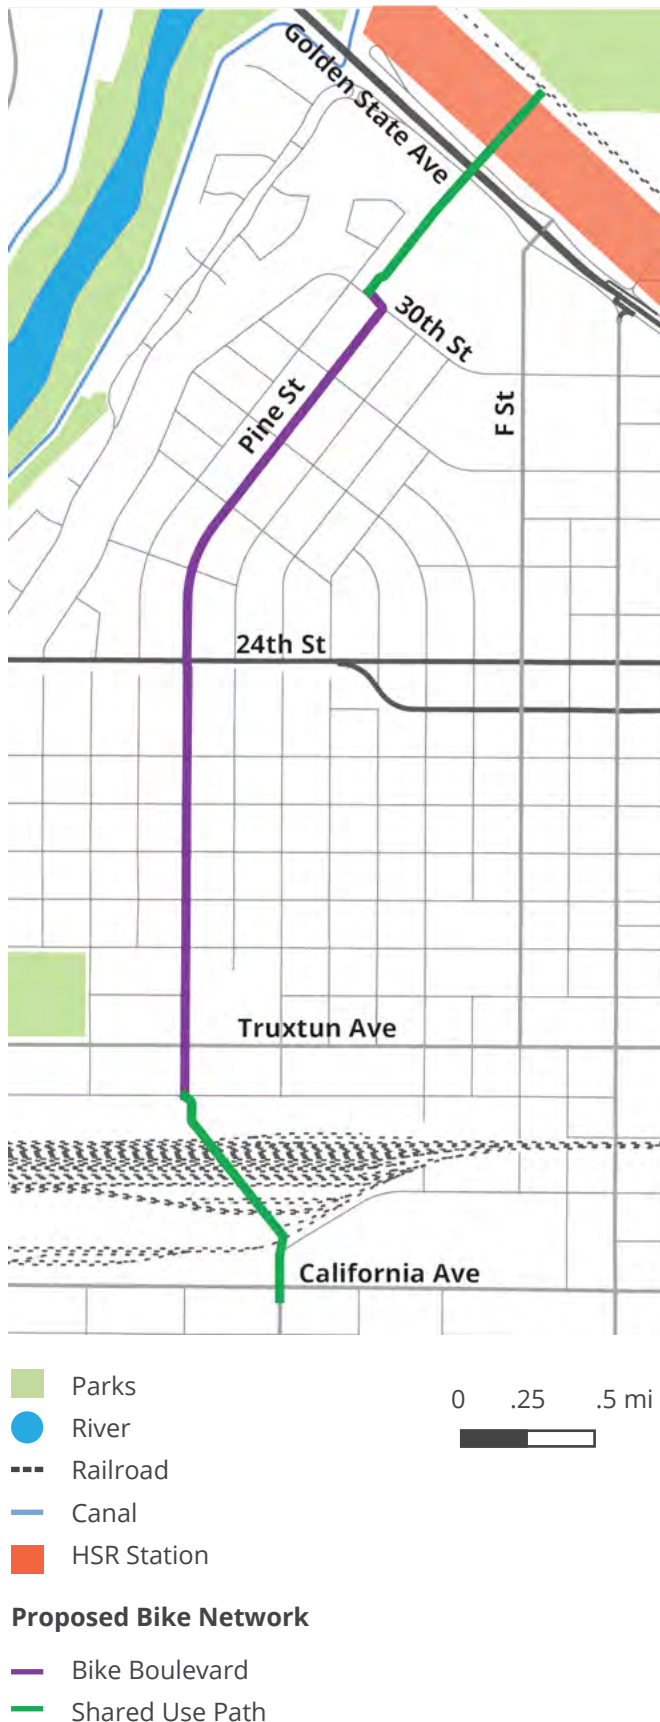 Golden State Ave
30th St
Pine St
F St
24th St
Truxtun Ave
California Ave
Parks
River
Railroad
Canal
HSR Station
0 .25 .5 mi
Proposed Bike Network
Bike Boulevard
Shared Use Path